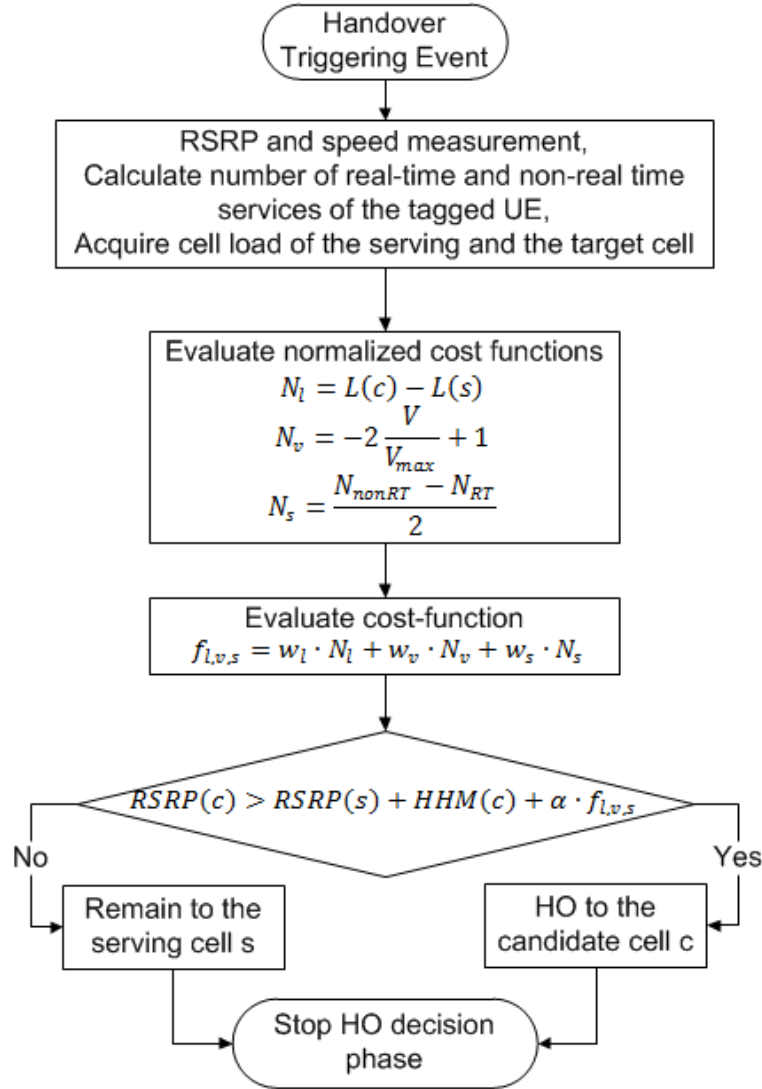 Handover
Triggering Event
RSRP and speed measurement,
Calculate number of real-time and non-real time
services of the tagged UE,
Acquire cell load of the serving and the target cell
Evaluate normalized cost functions
N_l = L(c) − L(s)
N_v = −2 V/V_max + 1
N_s = (N_nonRT − N_RT)/2
Evaluate cost-function
f_l,v,s = w_l · N_l + w_v · N_v + w_s · N_s
RSRP(c) > RSRP(s) + HHM(c) + α · f_l,v,s
No
Yes
Remain to the
serving cell s
HO to the
candidate cell c
Stop HO decision
phase